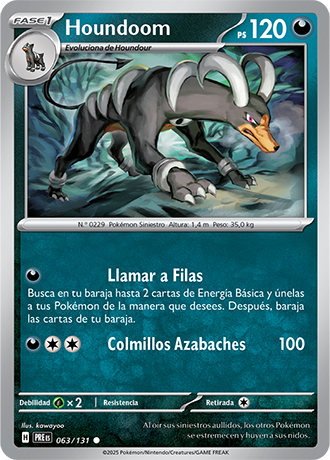 FASE 1
Houndoom
PS 120
Evoluciona de Houndour
N.º 0229 Pokémon Siniestro Altura: 1,4 m Peso: 35,0 kg
Llamar a Filas
Busca en tu baraja hasta 2 cartas de Energía Básica y únelas
a tus Pokémon de la manera que desees. Después, baraja
las cartas de tu baraja.
Colmillos Azabaches 100
Debilidad ×2 Resistencia Retirada
Ilus. kawayoo
H PRE ES 063/131
Al oír sus siniestros aullidos, los otros Pokémon
se estremecen y huyen a sus nidos.
©2025 Pokémon/Nintendo/Creatures/GAME FREAK